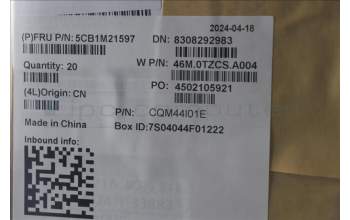 2024-04-18
(P)FRU P/N: 5CB1M21597 DN: 8308292983
Quantity: 20 W P/N: 46M.0TZCS.A004
PO: 4502105921
(4L)Origin: CN
P/N: CQM44I01E
Made in China Box ID:7S04044F01222
Inbound info: